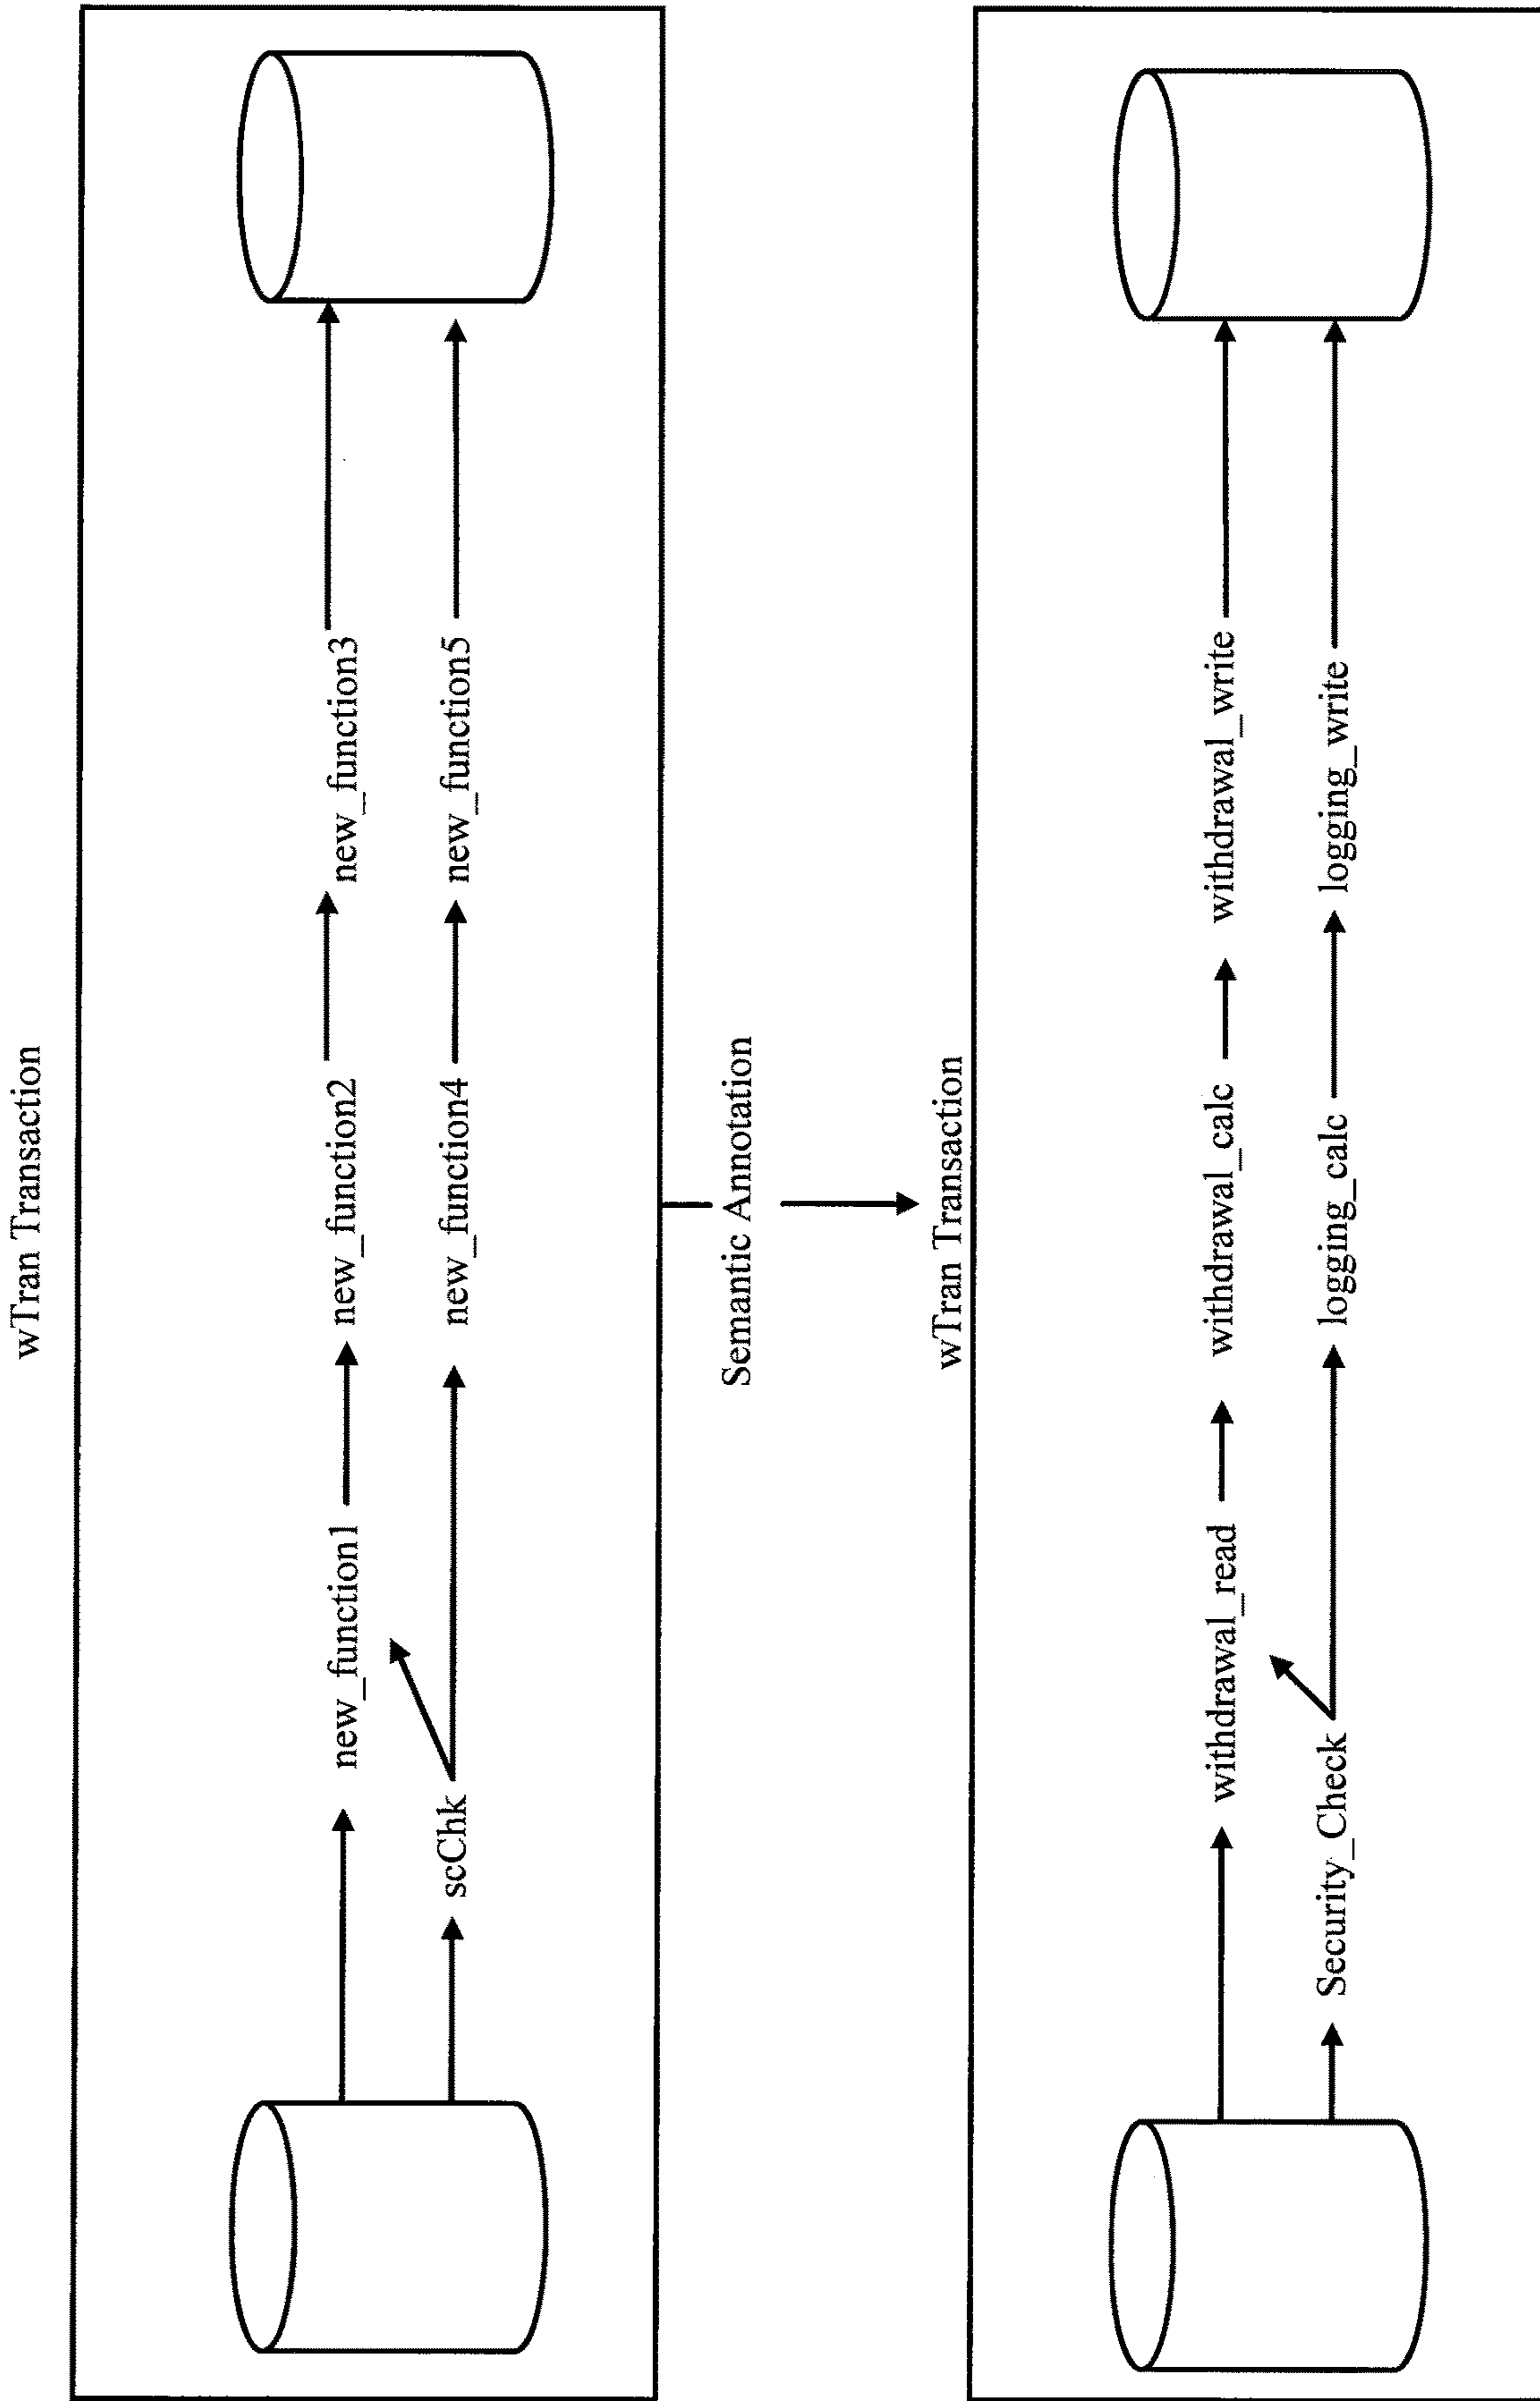 wTran Transaction
new_function1
new_function2
new_function3
scChk
new_function4
new_function5
Semantic Annotation
wTran Transaction
withdrawal_read
withdrawal_calc
withdrawal_write
Security_Check
logging_calc
logging_write